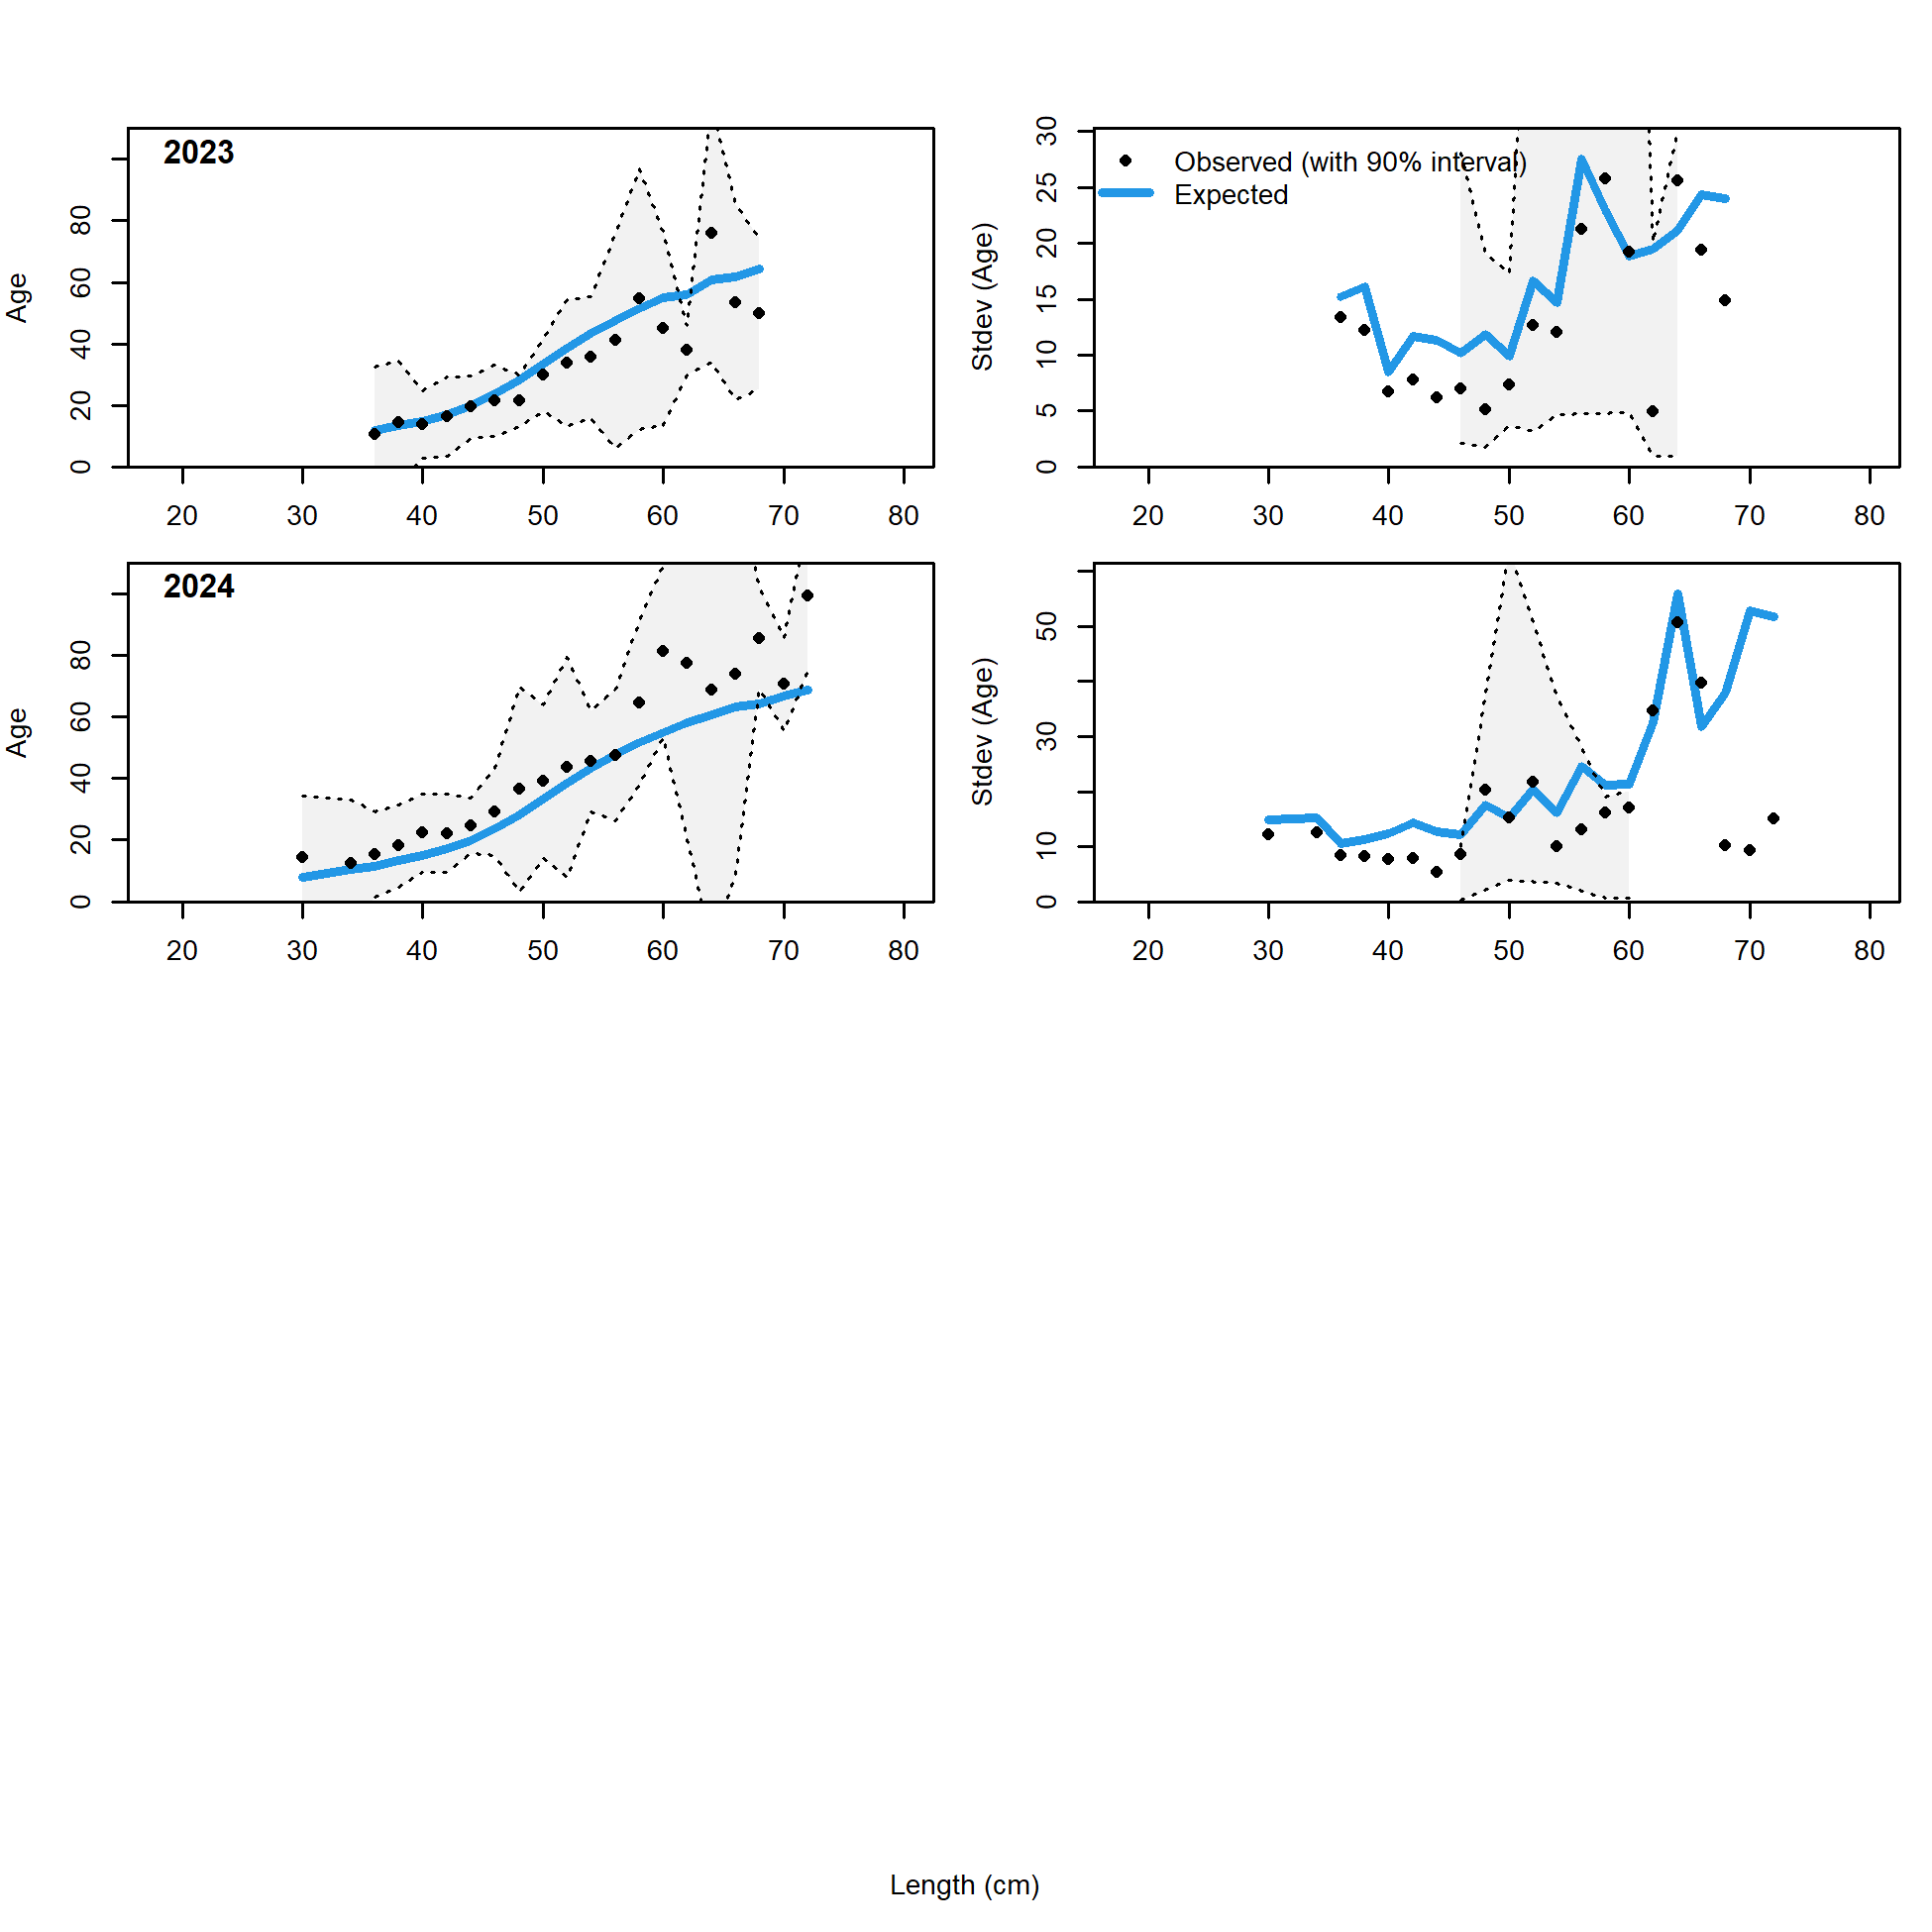 2023
Age
0 20 40 60 80
20 30 40 50 60 70 80
Observed (with 90% interval)
Expected
Stdev (Age)
0 5 10 15 20 25 30
20 30 40 50 60 70 80
2024
Age
0 20 40 60 80
20 30 40 50 60 70 80
Stdev (Age)
0 10 30 50
20 30 40 50 60 70 80
Length (cm)